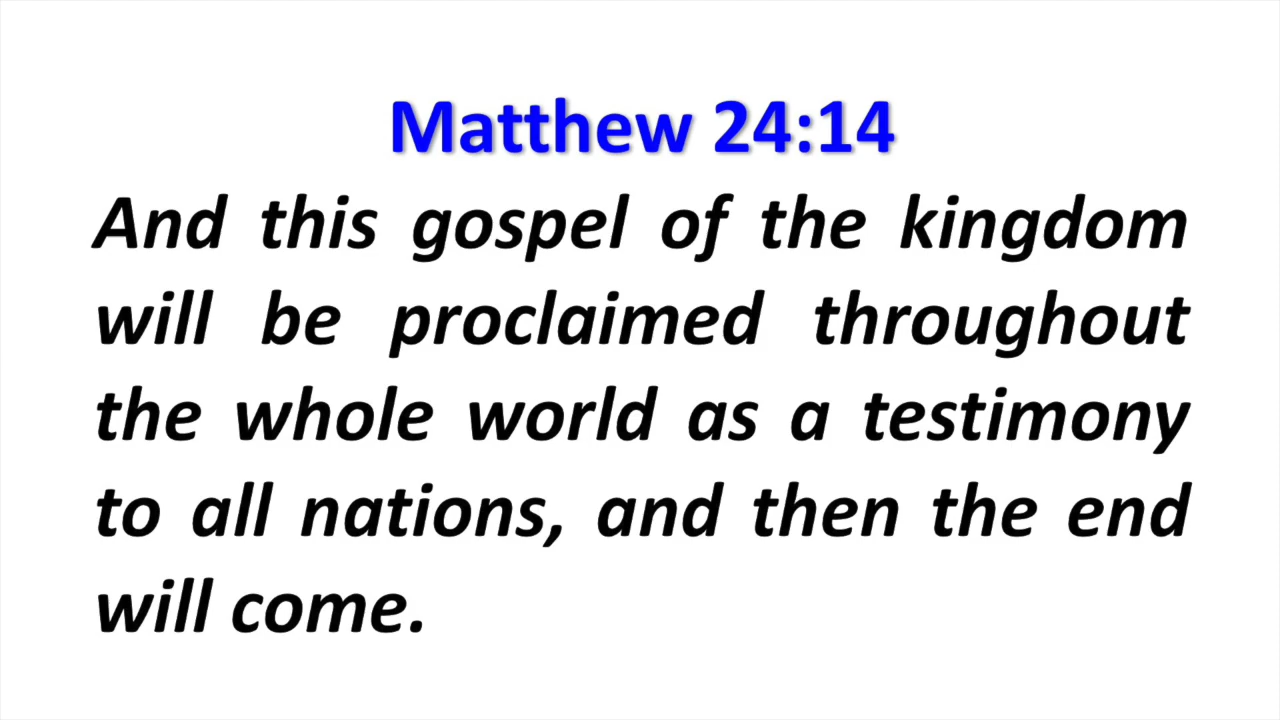 Matthew 24:14
And this gospel of the kingdom
will be proclaimed throughout
the whole world as a testimony
to all nations, and then the end
will come.